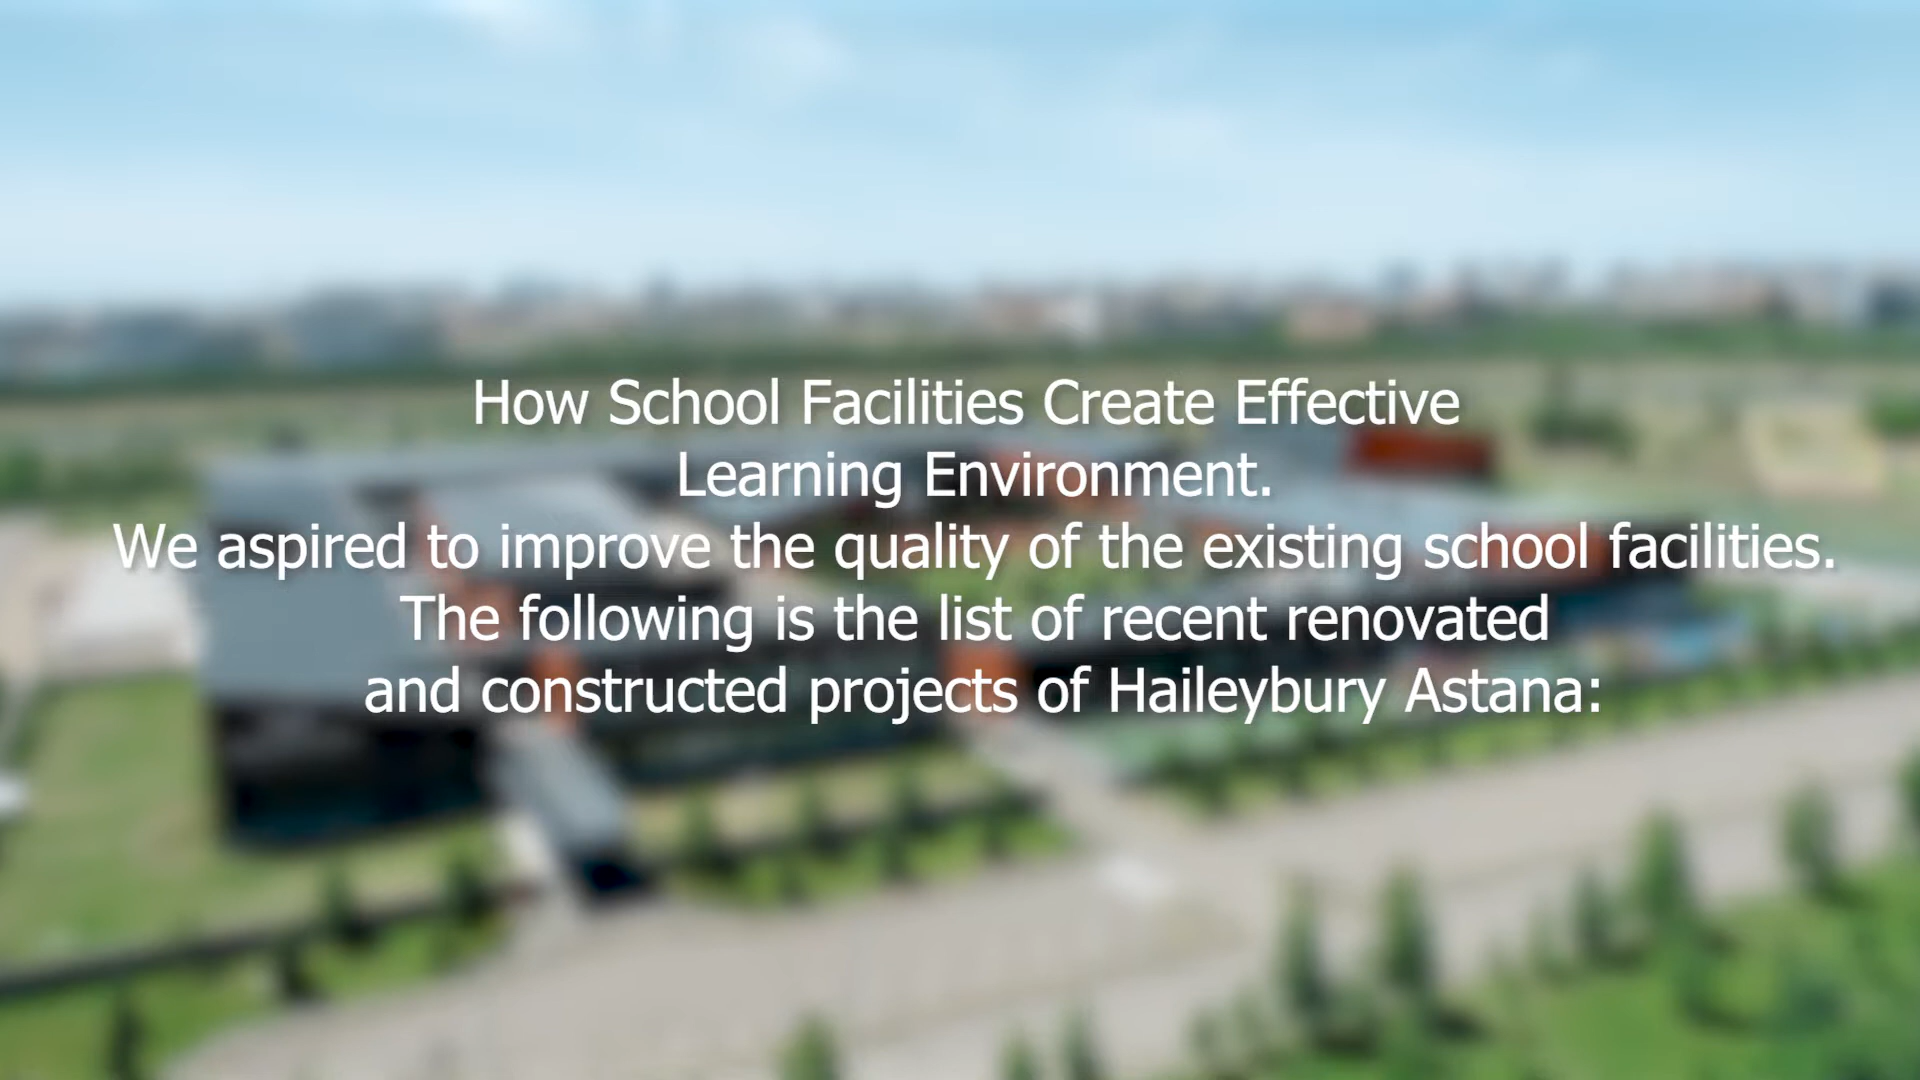 How School Facilities Create Effective
Learning Environment.
We aspired to improve the quality of the existing school facilities.
The following is the list of recent renovated
and constructed projects of Haileybury Astana: